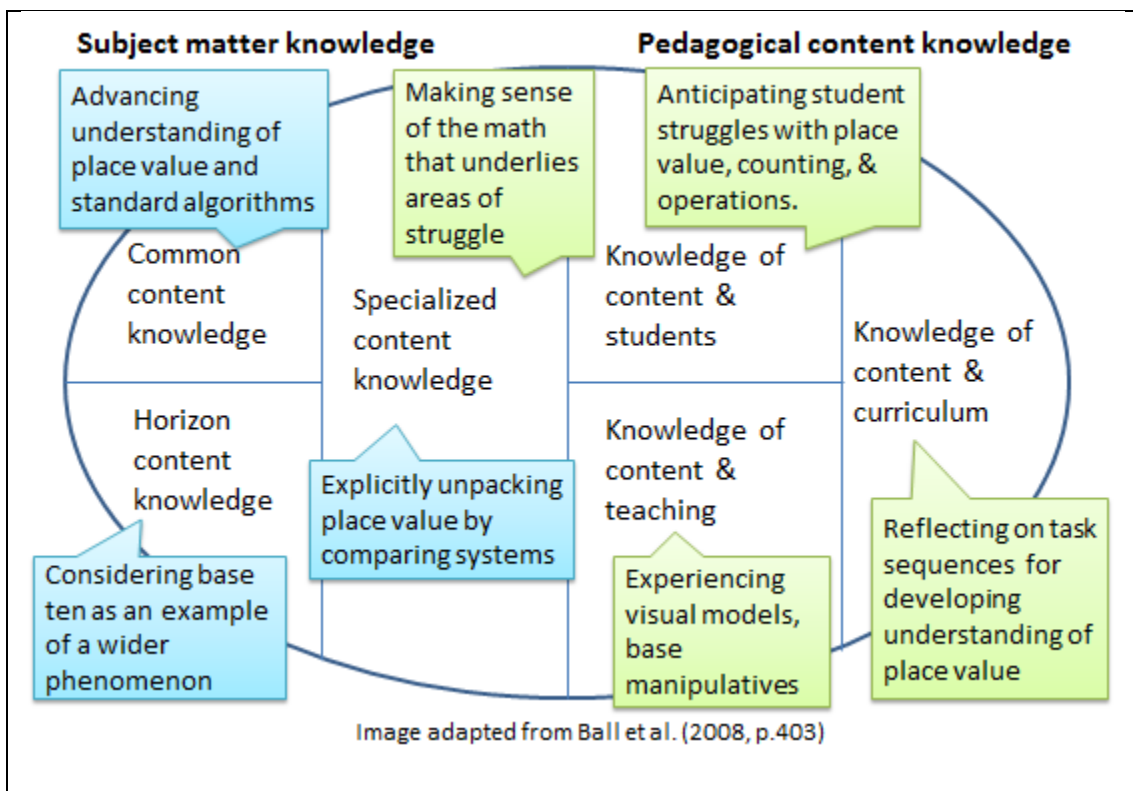 Subject matter knowledge
Pedagogical content knowledge
Advancing
understanding of
place value and
standard algorithms
Making sense
of the math
that underlies
areas of
struggle
Anticipating student
struggles with place
value, counting, &
operations.
Common
content
knowledge
Specialized
content
knowledge
Knowledge of
content &
students
Knowledge of
content &
curriculum
Horizon
content
knowledge
Knowledge of
content &
teaching
Explicitly unpacking
place value by
comparing systems
Considering base
ten as an example
of a wider
phenomenon
Experiencing
visual models,
base
manipulatives
Reflecting on task
sequences for
developing
understanding of
place value
Image adapted from Ball et al. (2008, p.403)